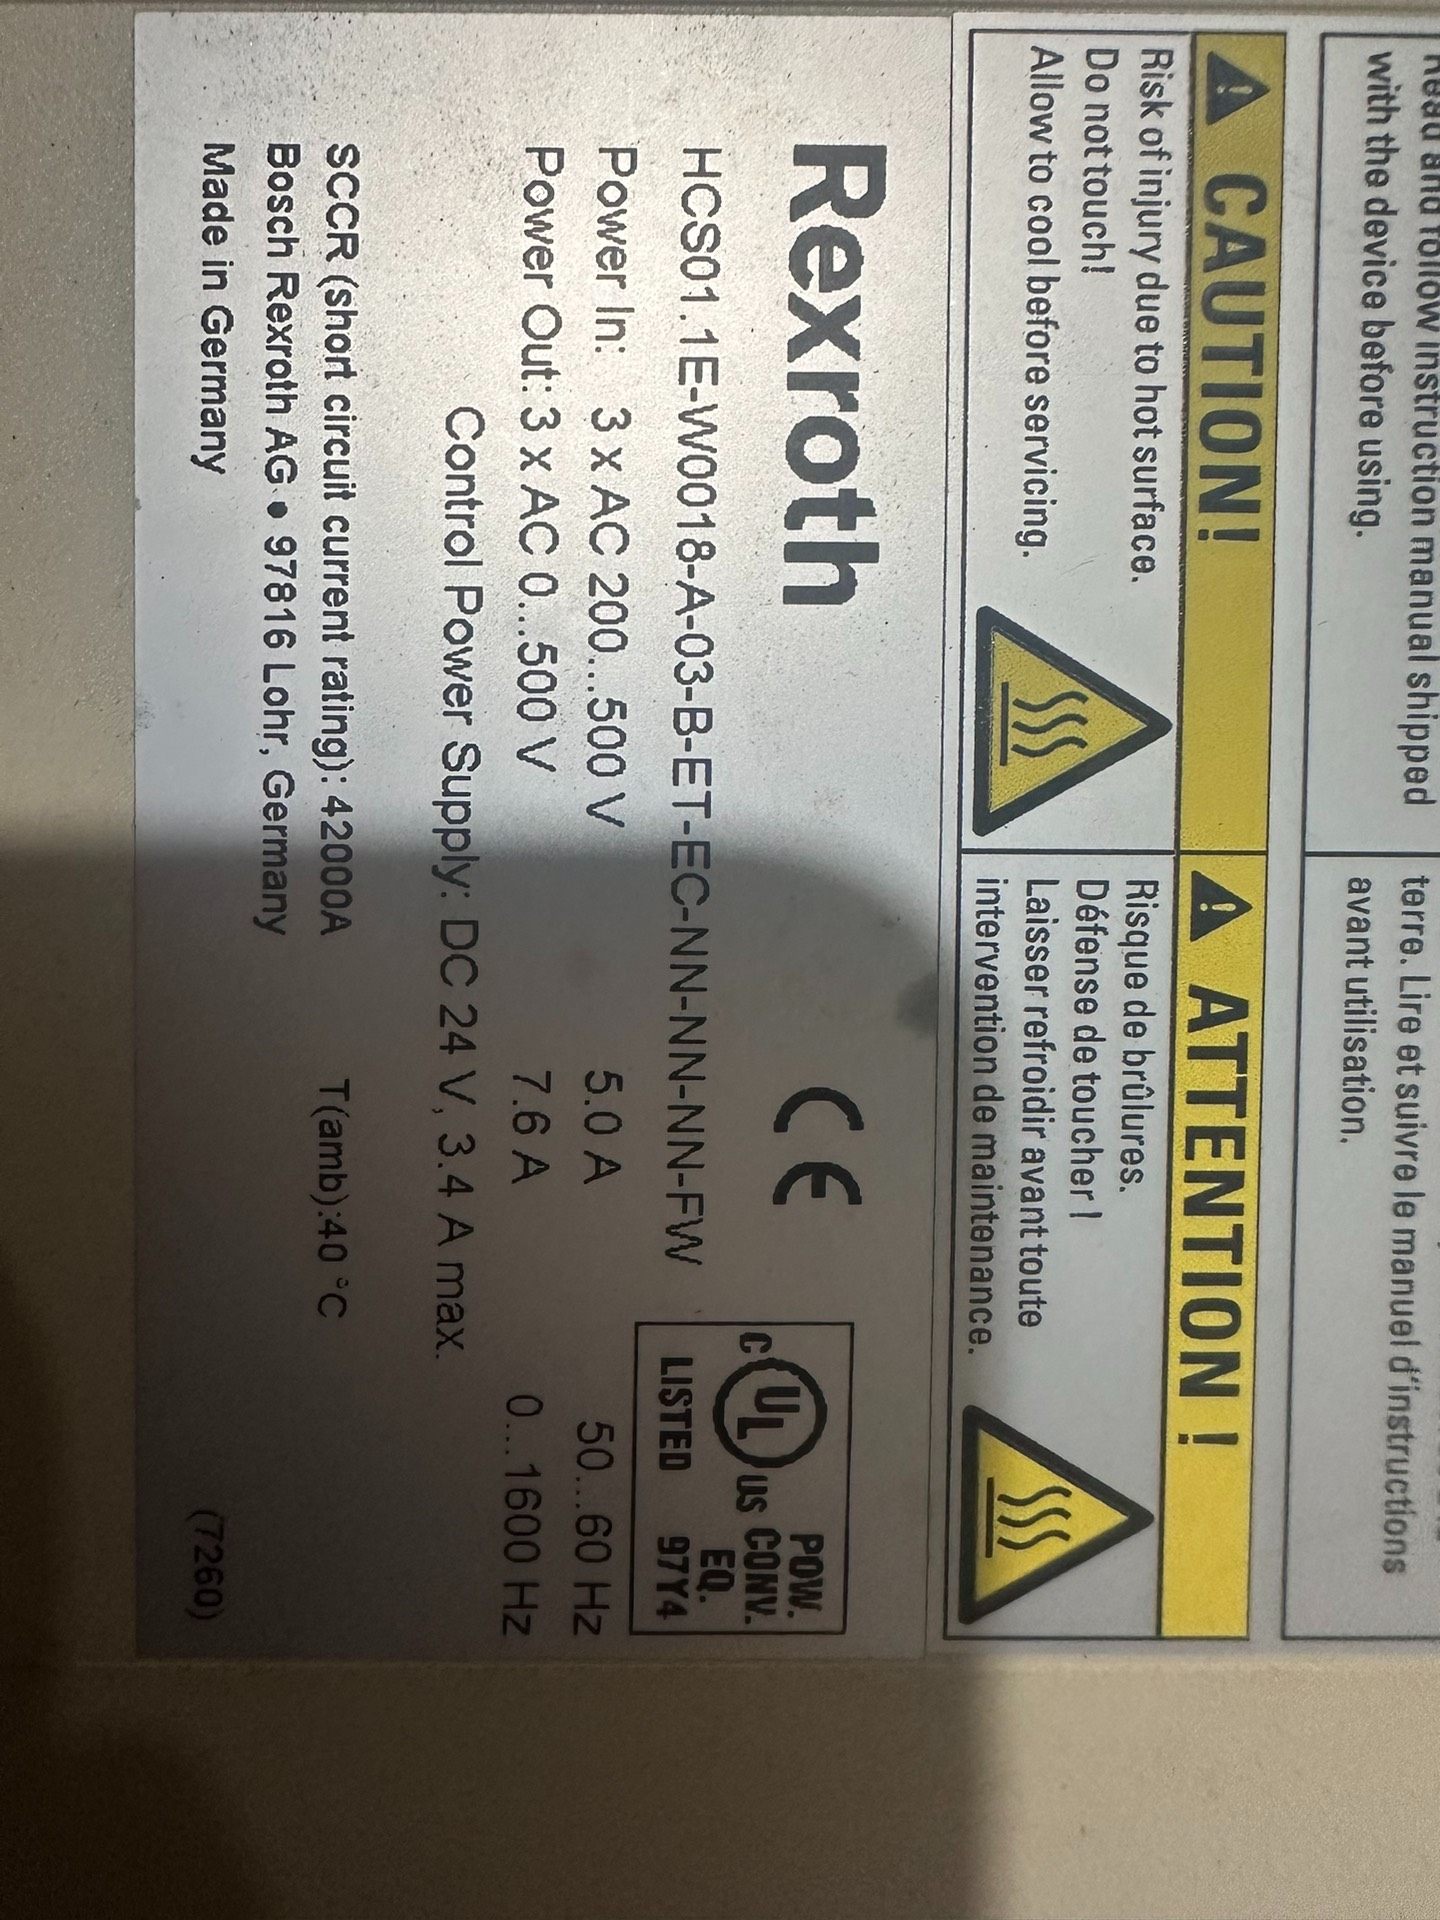 with the device before using.
terre. Lire et suivre le manuel d'instructions
avant utilisation.
CAUTION!
Risk of injury due to hot surface.
Do not touch!
Allow to cool before servicing.
ATTENTION !
Risque de brûlures.
Défense de toucher !
Laisser refroidir avant toute
intervention de maintenance.
Rexroth
CE
C UL US
LISTED
POW.
CONV.
EQ.
97Y4
HCS01.1E-W0018-A-03-B-ET-EC-NN-NN-NN-FW
Power In: 3 x AC 200...500 V 5.0 A 50...60 Hz
Power Out: 3 x AC 0...500 V 7.6 A 0...1600 Hz
Control Power Supply: DC 24 V, 3.4 A max.
SCCR (short circuit current rating): 42000A T(amb):40 °C
Bosch Rexroth AG • 97816 Lohr, Germany
Made in Germany
(7260)